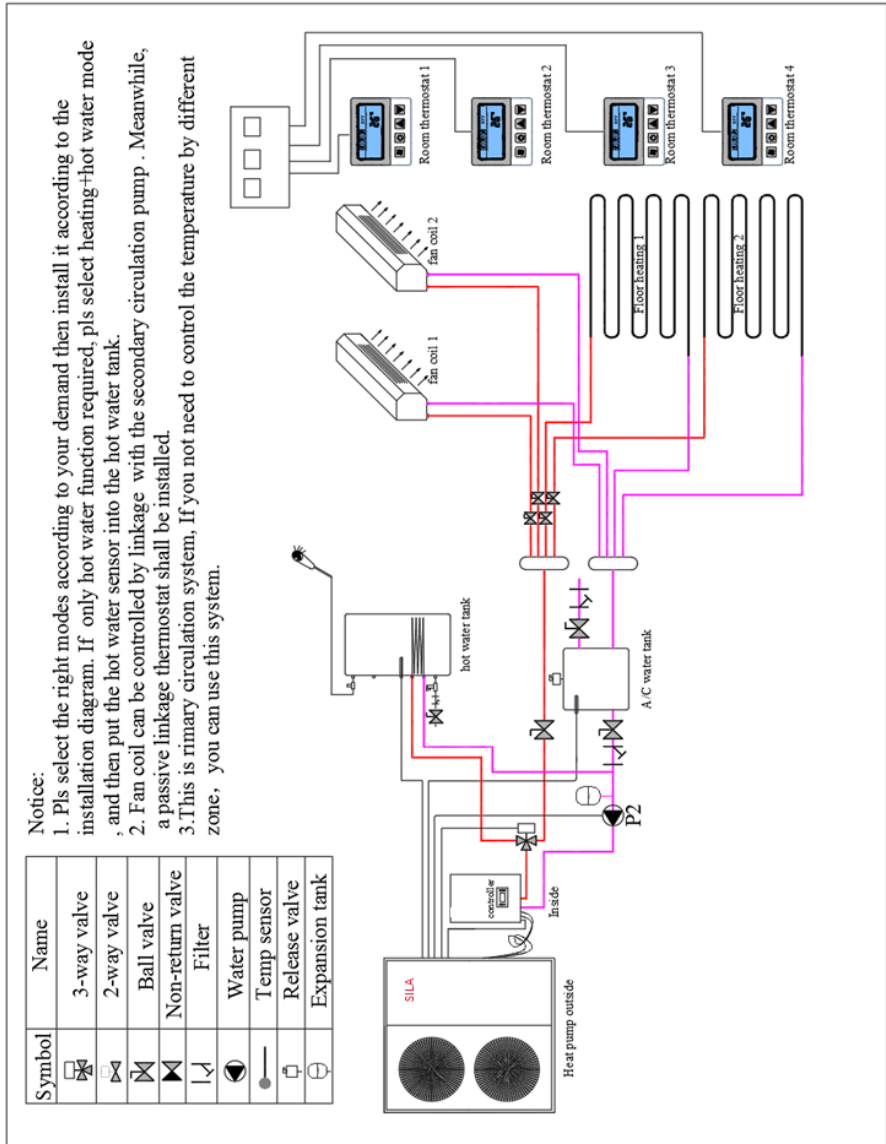 Notice:
1. Pls select the right modes according to your demand then install it according to the
installation diagram. If only hot water function required, pls select heating+hot water mode
, and then put the hot water sensor into the hot water tank.
2. Fan coil can be controlled by linkage with the secondary circulation pump . Meanwhile,
a passive linkage thermostat shall be installed.
3.This is rimary circulation system, If you not need to control the temperature by different
zone, you can use this system.
Symbol Name
3-way valve
2-way valve
Ball valve
Non-return valve
Filter
Water pump
Temp sensor
Release valve
Expansion tank
SILA
Heat pump outside
controller
Inside
P2
hot water tank
A/C water tank
fan coil 1
fan coil 2
Floor heating 1
Floor heating 2
Room thermostat 1
Room thermostat 2
Room thermostat 3
Room thermostat 4